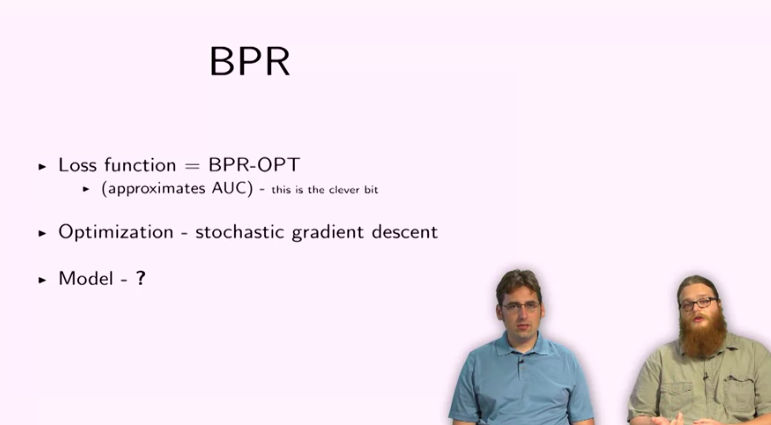 BPR
▸ Loss function = BPR-OPT
▸ (approximates AUC) - this is the clever bit
▸ Optimization - stochastic gradient descent
▸ Model - ?